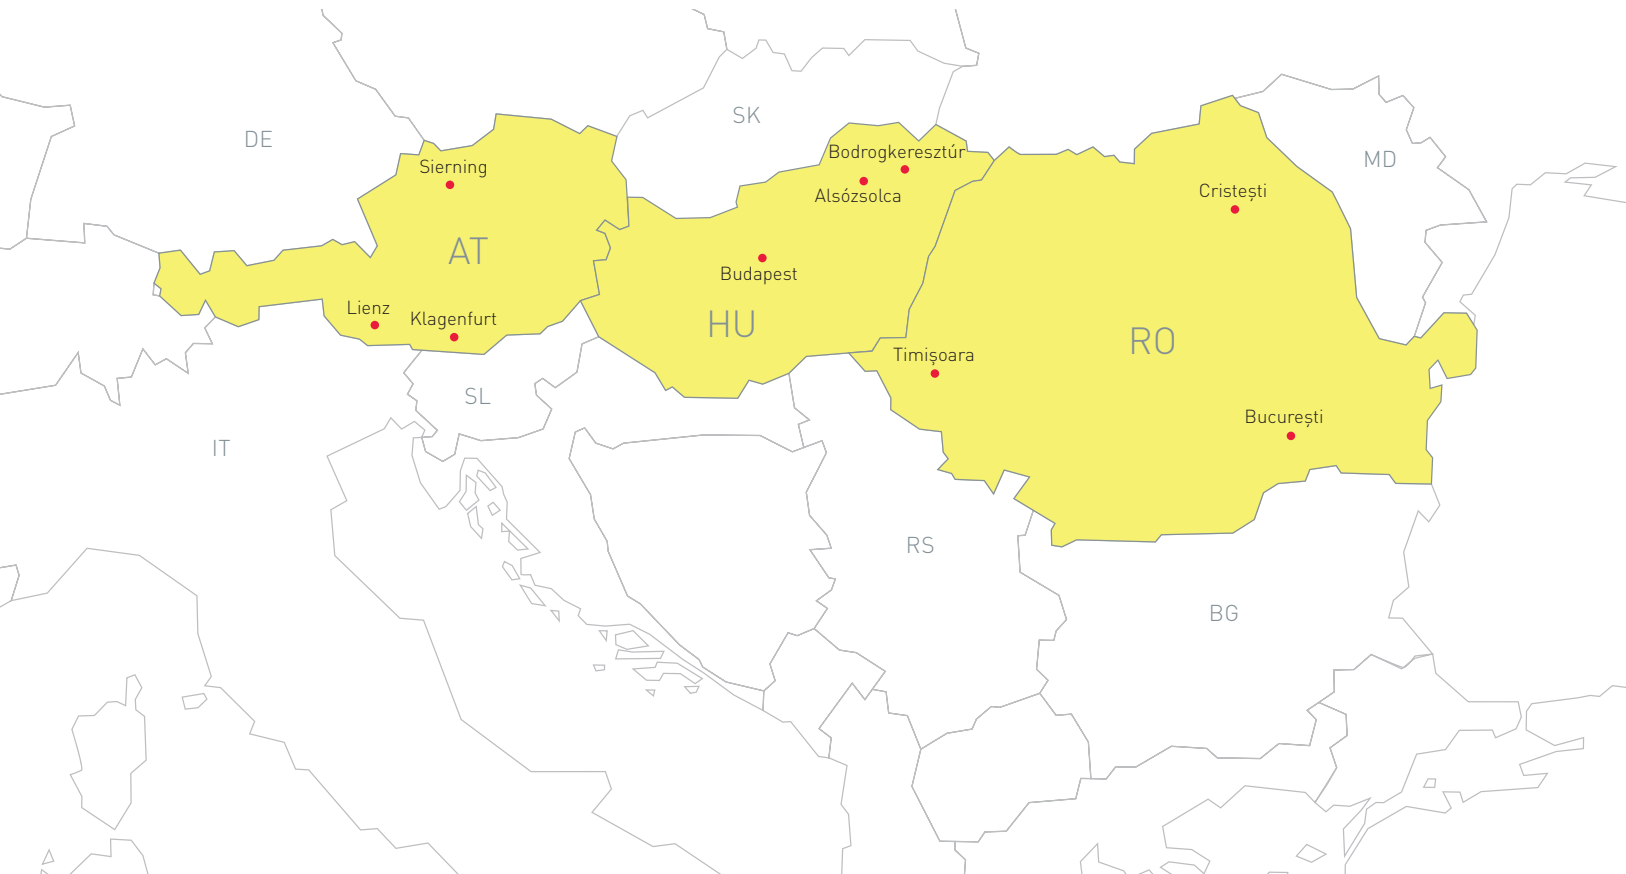 SK
DE
Bodrogkeresztúr
MD
Sierning
Cristești
Alsózsolca
AT
Budapest
Lienz
Klagenfurt
HU
RO
Timișoara
SL
București
IT
RS
BG